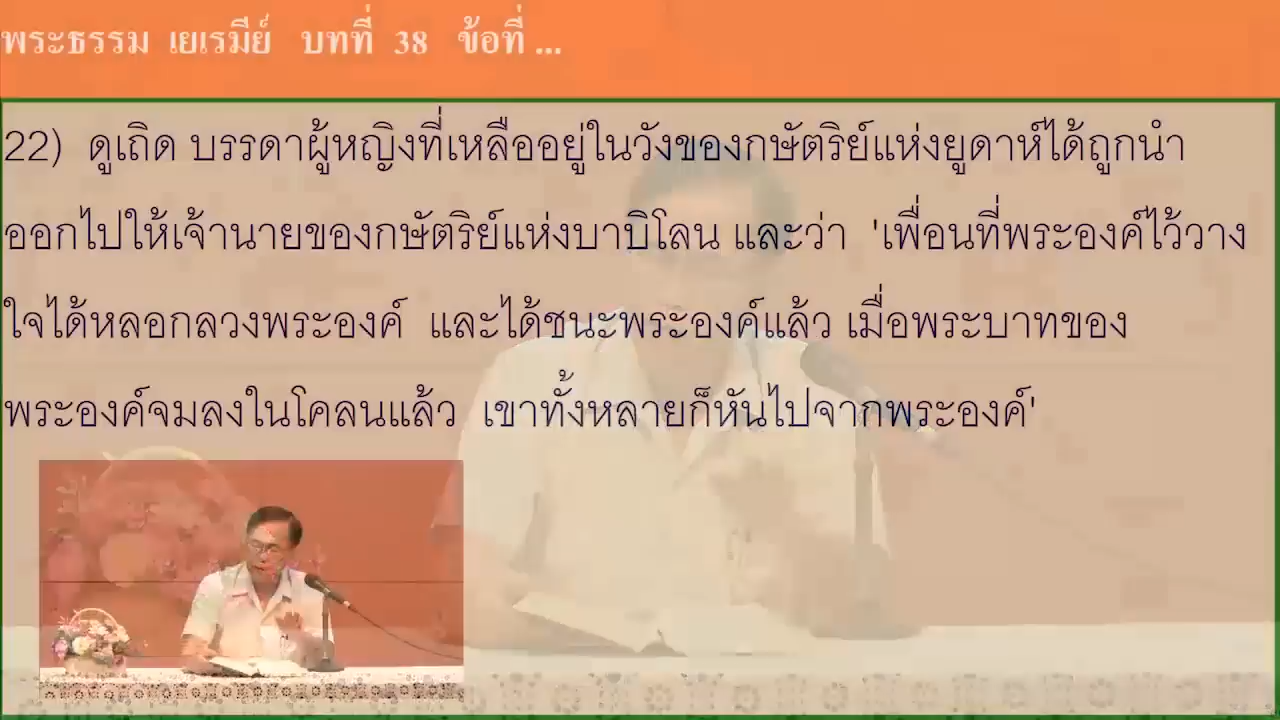 พระธรรม เยเรมีย์ บทที่ 38 ข้อที่ ...
22) ดูเถิด บรรดาผู้หญิงที่เหลืออยู่ในวังของกษัตริย์แห่งยูดาห์ได้ถูกนำ
ออกไปให้เจ้านายของกษัตริย์แห่งบาบิโลน และว่า 'เพื่อนที่พระองค์ไว้วาง
ใจได้หลอกลวงพระองค์ และได้ชนะพระองค์แล้ว เมื่อพระบาทของ
พระองค์จมลงในโคลนแล้ว เขาทั้งหลายก็หันไปจากพระองค์'